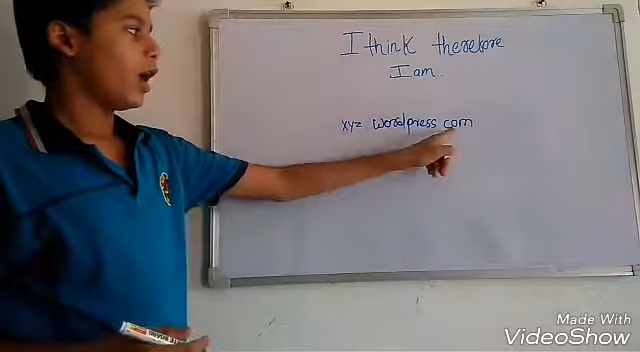 I think therefore
I am.
xyz wordpress com
Made With
VideoShow